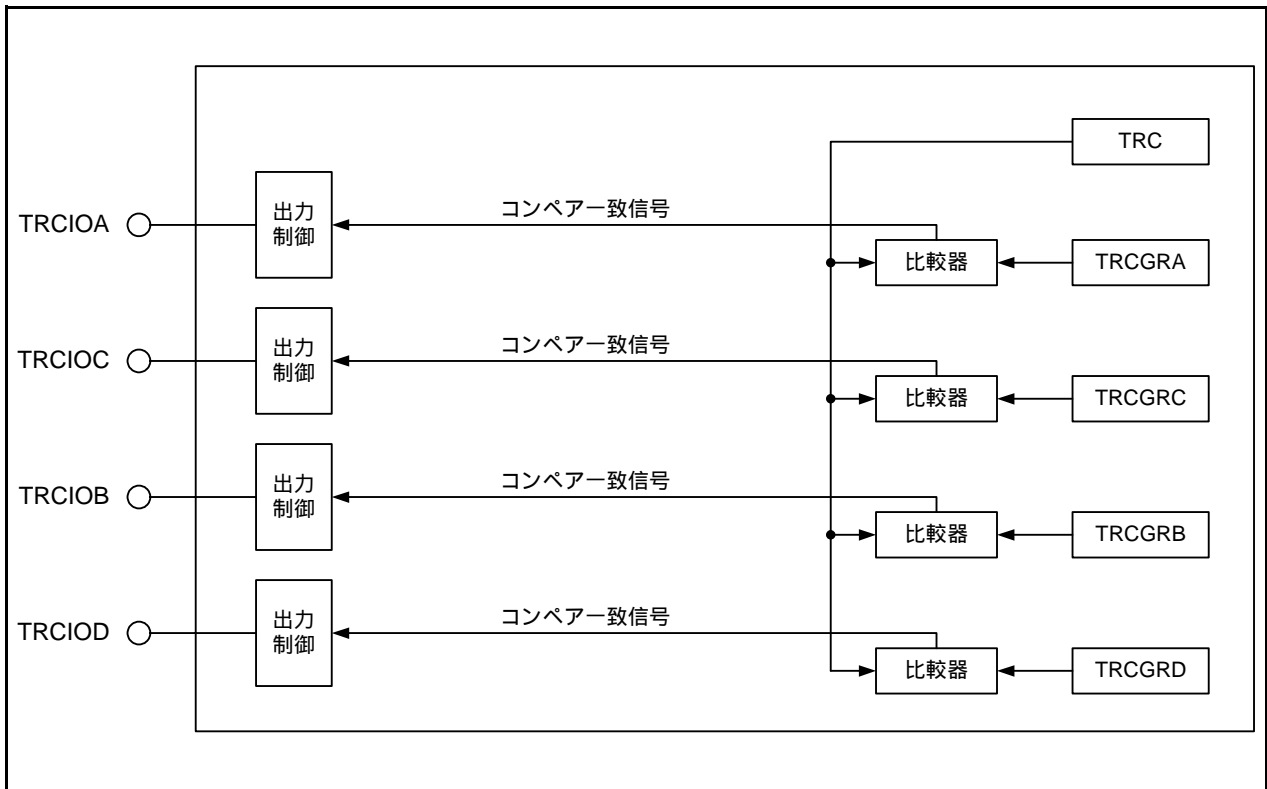 TRC
コンペア一致信号
TRCIOA
出力
制御
比較器
TRCGRA
コンペア一致信号
TRCIOC
出力
制御
比較器
TRCGRC
コンペア一致信号
TRCIOB
出力
制御
比較器
TRCGRB
コンペア一致信号
TRCIOD
出力
制御
比較器
TRCGRD